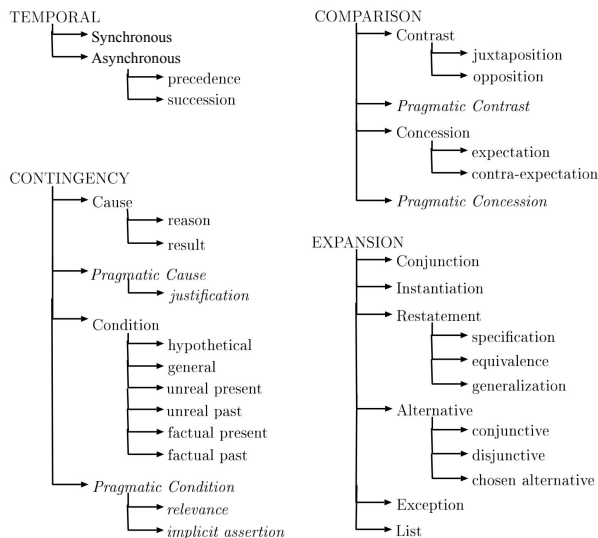 TEMPORAL
Synchronous
Asynchronous
precedence
succession
CONTINGENCY
Cause
reason
result
Pragmatic Cause
justification
Condition
hypothetical
general
unreal present
unreal past
factual present
factual past
Pragmatic Condition
relevance
implicit assertion
COMPARISON
Contrast
juxtaposition
opposition
Pragmatic Contrast
Concession
expectation
contra-expectation
Pragmatic Concession
EXPANSION
Conjunction
Instantiation
Restatement
specification
equivalence
generalization
Alternative
conjunctive
disjunctive
chosen alternative
Exception
List